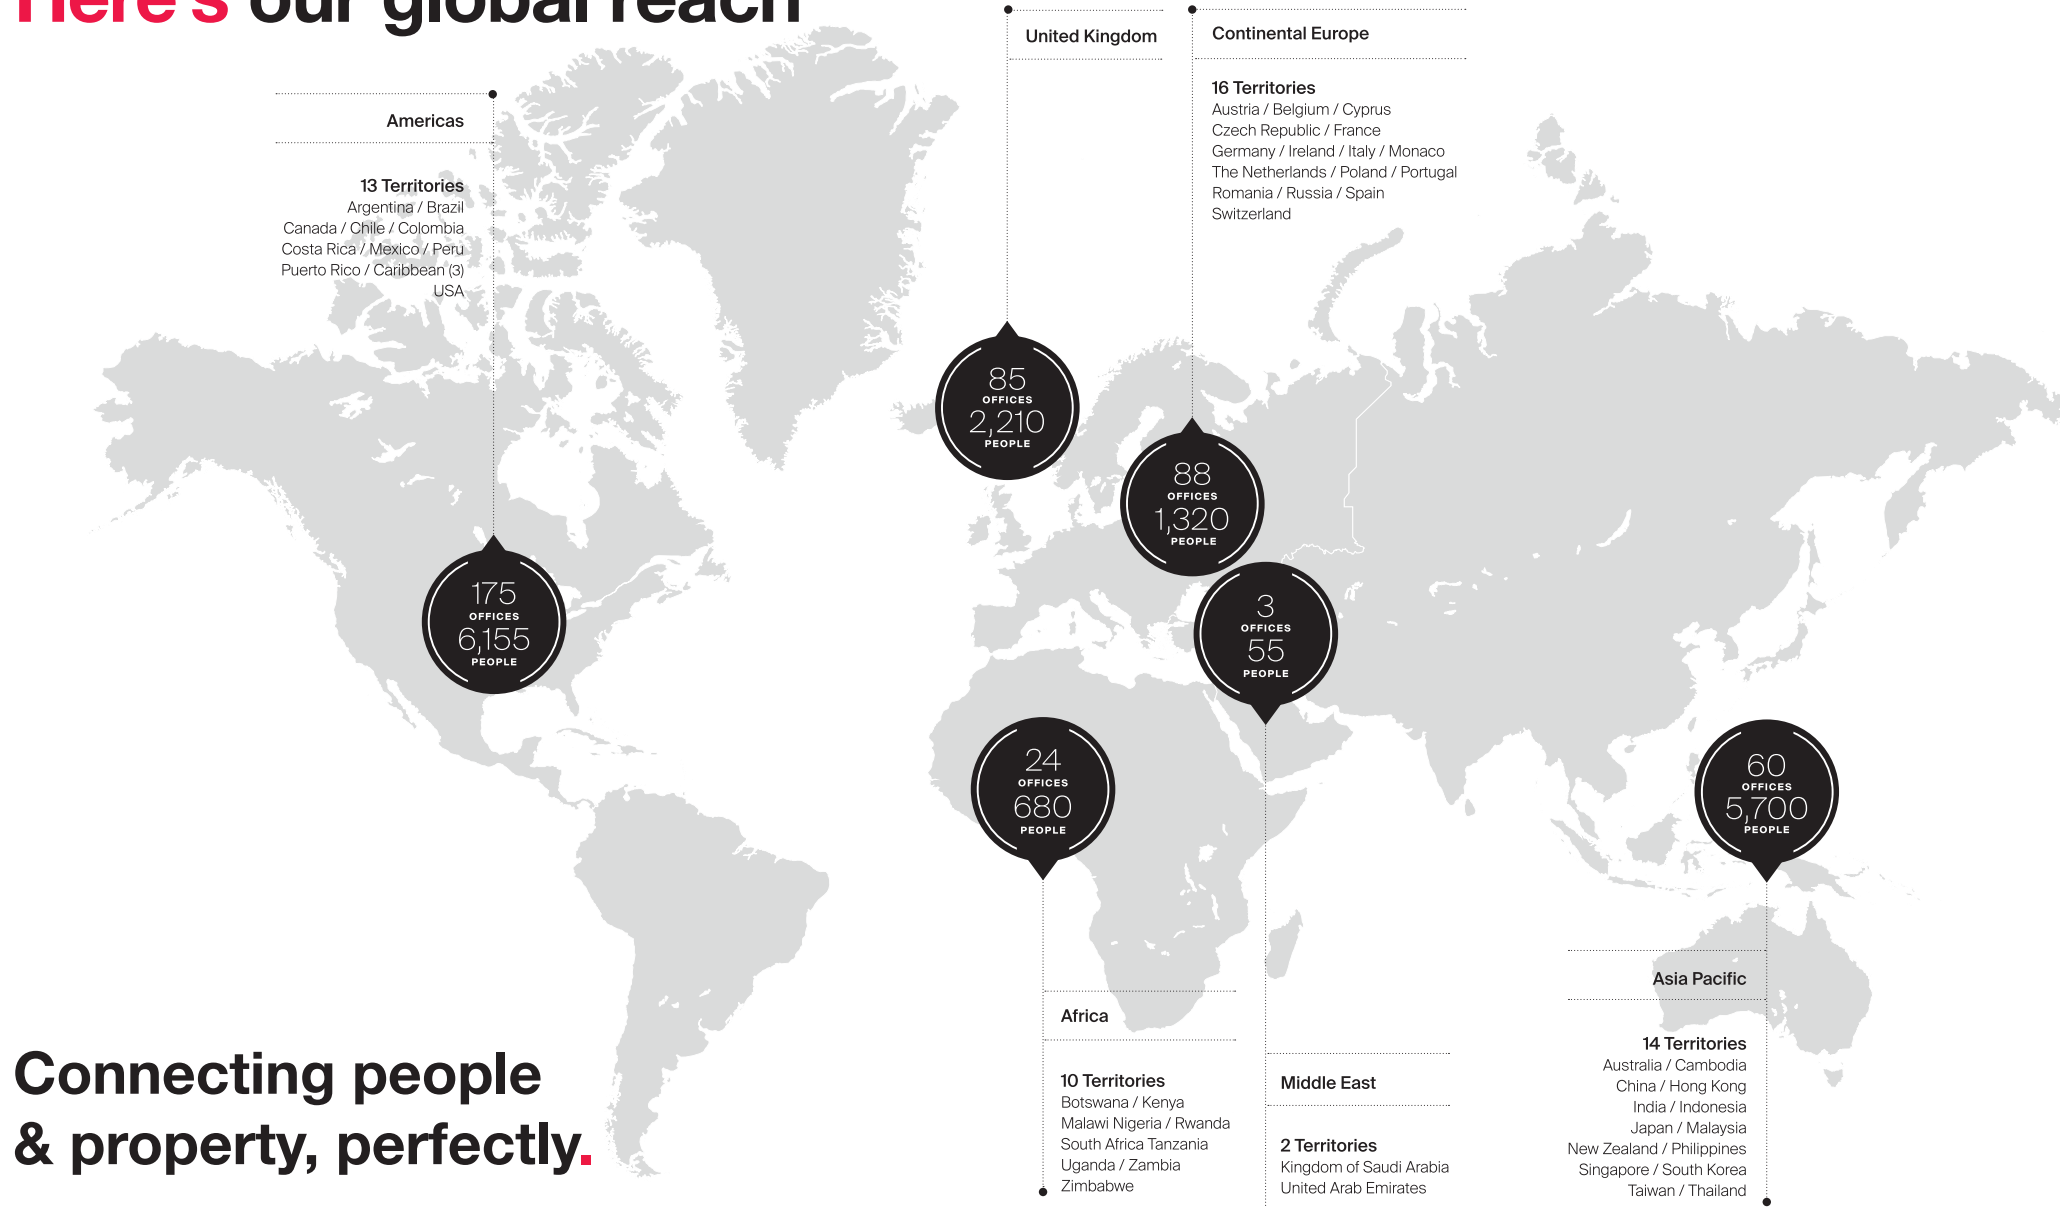 Here's our global reach
Americas
13 Territories
Argentina / Brazil
Canada / Chile / Colombia
Costa Rica / Mexico / Peru
Puerto Rico / Caribbean (3)
USA
175
OFFICES
6,155
PEOPLE
United Kingdom
85
OFFICES
2,210
PEOPLE
Continental Europe
16 Territories
Austria / Belgium / Cyprus
Czech Republic / France
Germany / Ireland / Italy / Monaco
The Netherlands / Poland / Portugal
Romania / Russia / Spain
Switzerland
88
OFFICES
1,320
PEOPLE
3
OFFICES
55
PEOPLE
24
OFFICES
680
PEOPLE
60
OFFICES
5,700
PEOPLE
Africa
10 Territories
Botswana / Kenya
Malawi Nigeria / Rwanda
South Africa Tanzania
Uganda / Zambia
Zimbabwe
Middle East
2 Territories
Kingdom of Saudi Arabia
United Arab Emirates
Asia Pacific
14 Territories
Australia / Cambodia
China / Hong Kong
India / Indonesia
Japan / Malaysia
New Zealand / Philippines
Singapore / South Korea
Taiwan / Thailand
Connecting people
& property, perfectly.